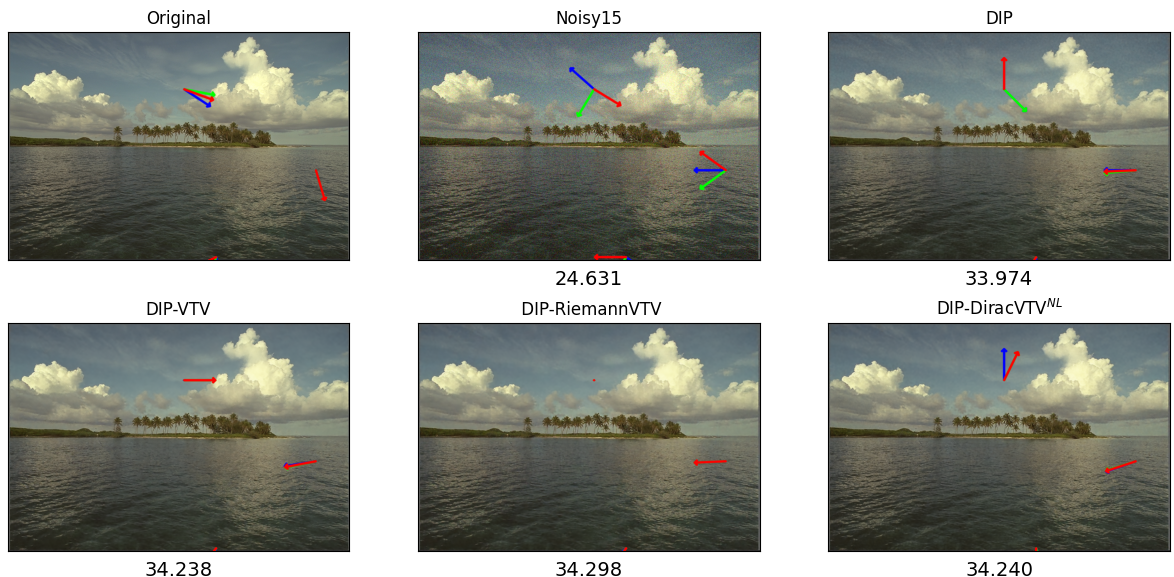 Original
Noisy15
DIP
24.631
33.974
DIP-VTV
DIP-RiemannVTV
DIP-DiracVTV^{NL}
34.238
34.298
34.240